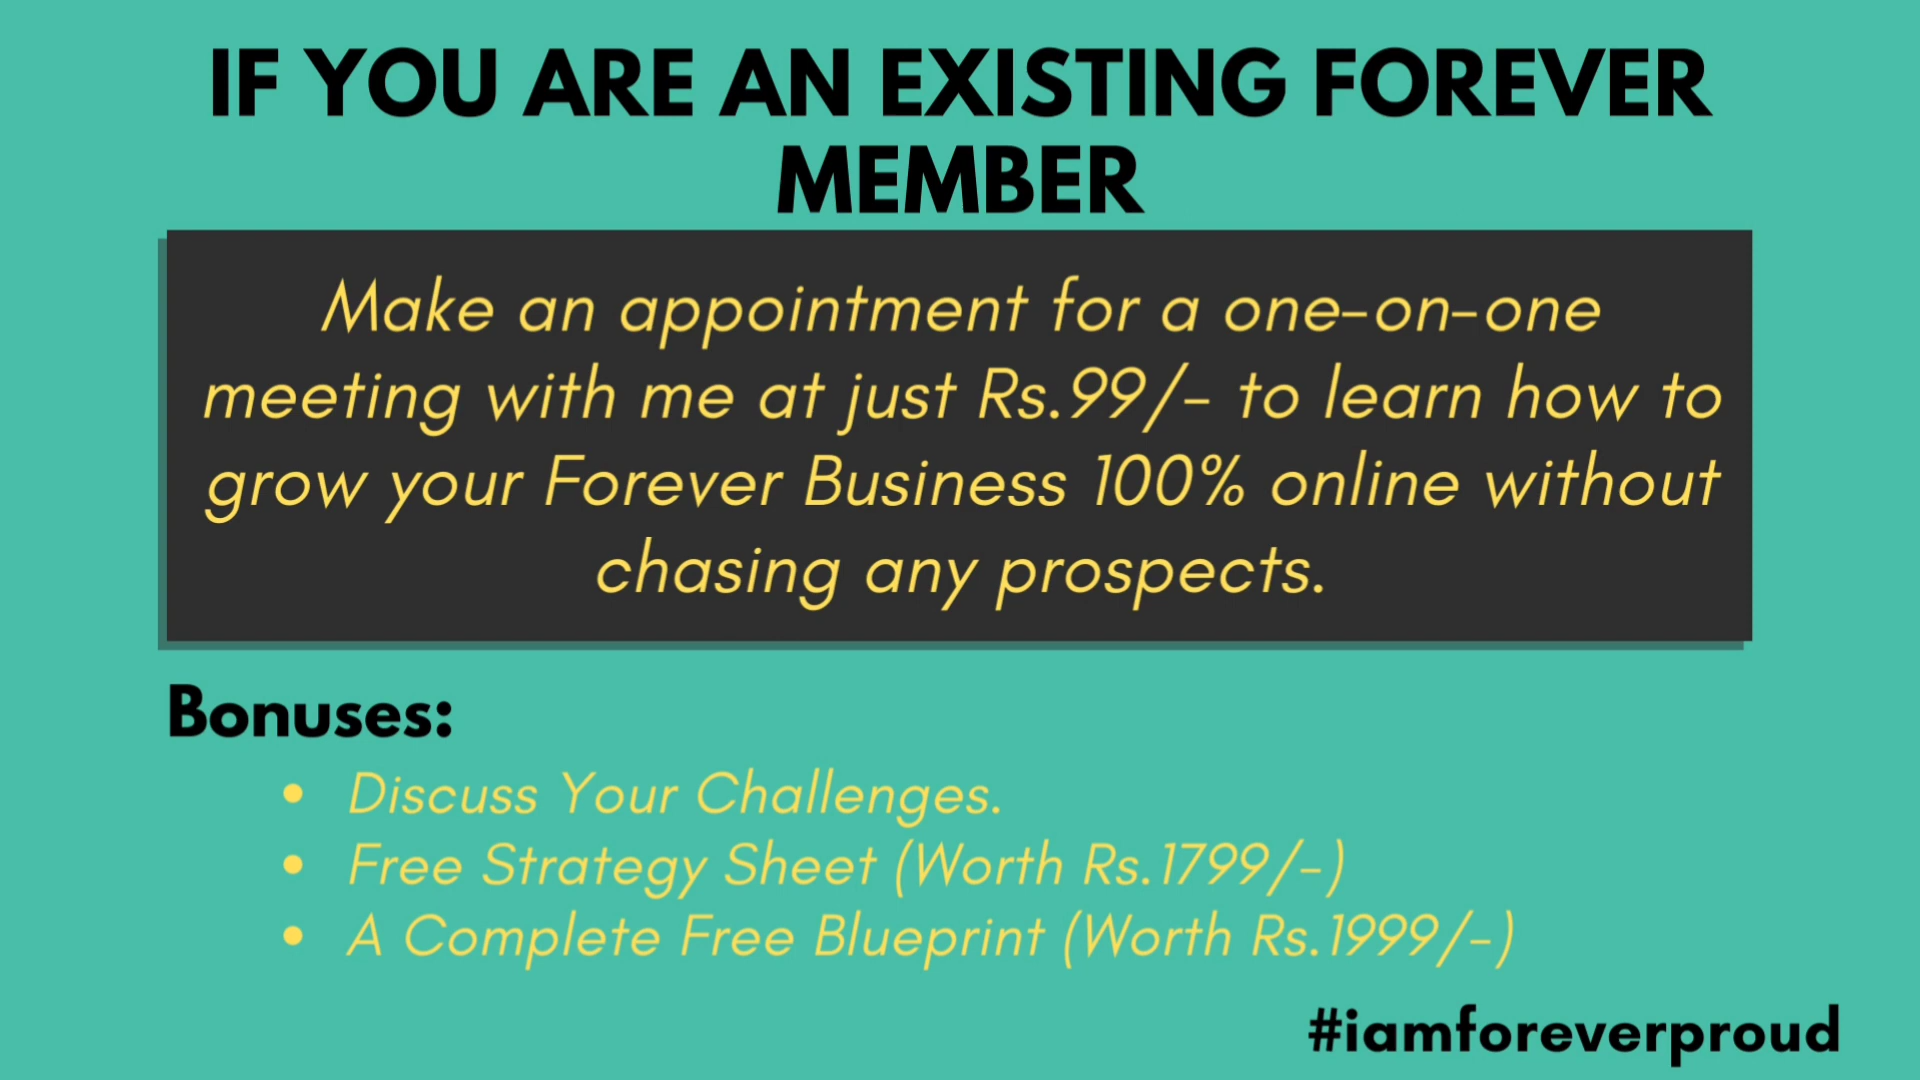 IF YOU ARE AN EXISTING FOREVER
MEMBER
Make an appointment for a one-on-one
meeting with me at just Rs.99/- to learn how to
grow your Forever Business 100% online without
chasing any prospects.
Bonuses:
• Discuss Your Challenges.
• Free Strategy Sheet (Worth Rs.1799/-)
• A Complete Free Blueprint (Worth Rs.1999/-)
#iamforeverproud